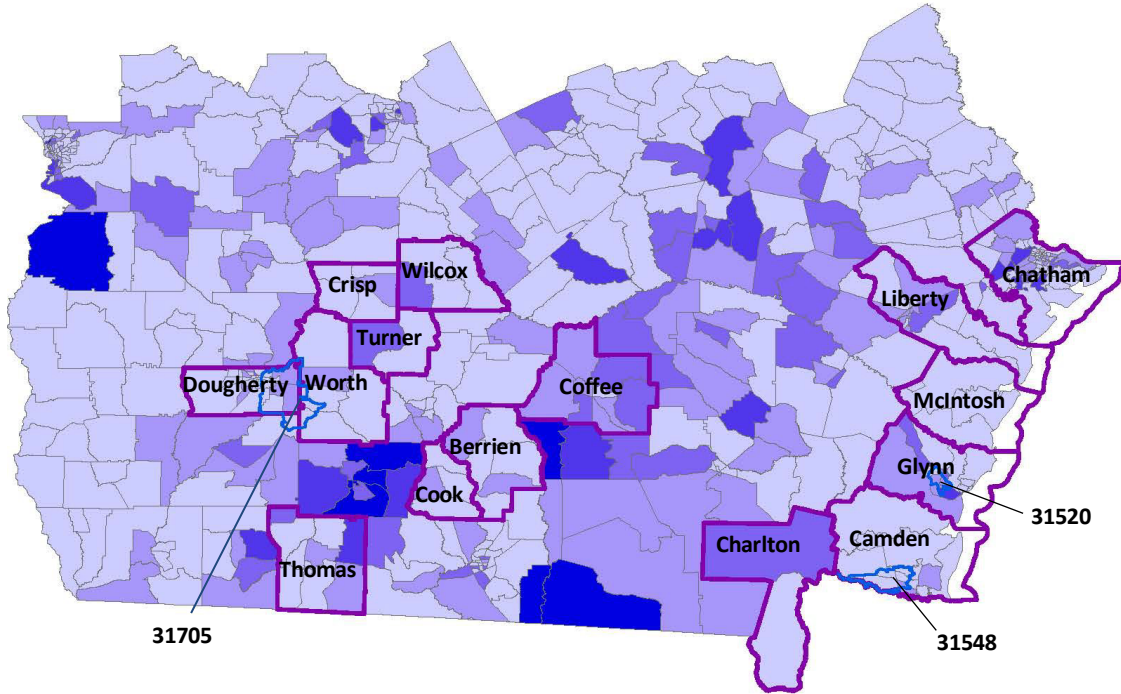 Wilcox
Chatham
Crisp
Liberty
Turner
Dougherty
Worth
Coffee
McIntosh
Berrien
Glynn
Cook
31520
Charlton
Camden
Thomas
31705
31548